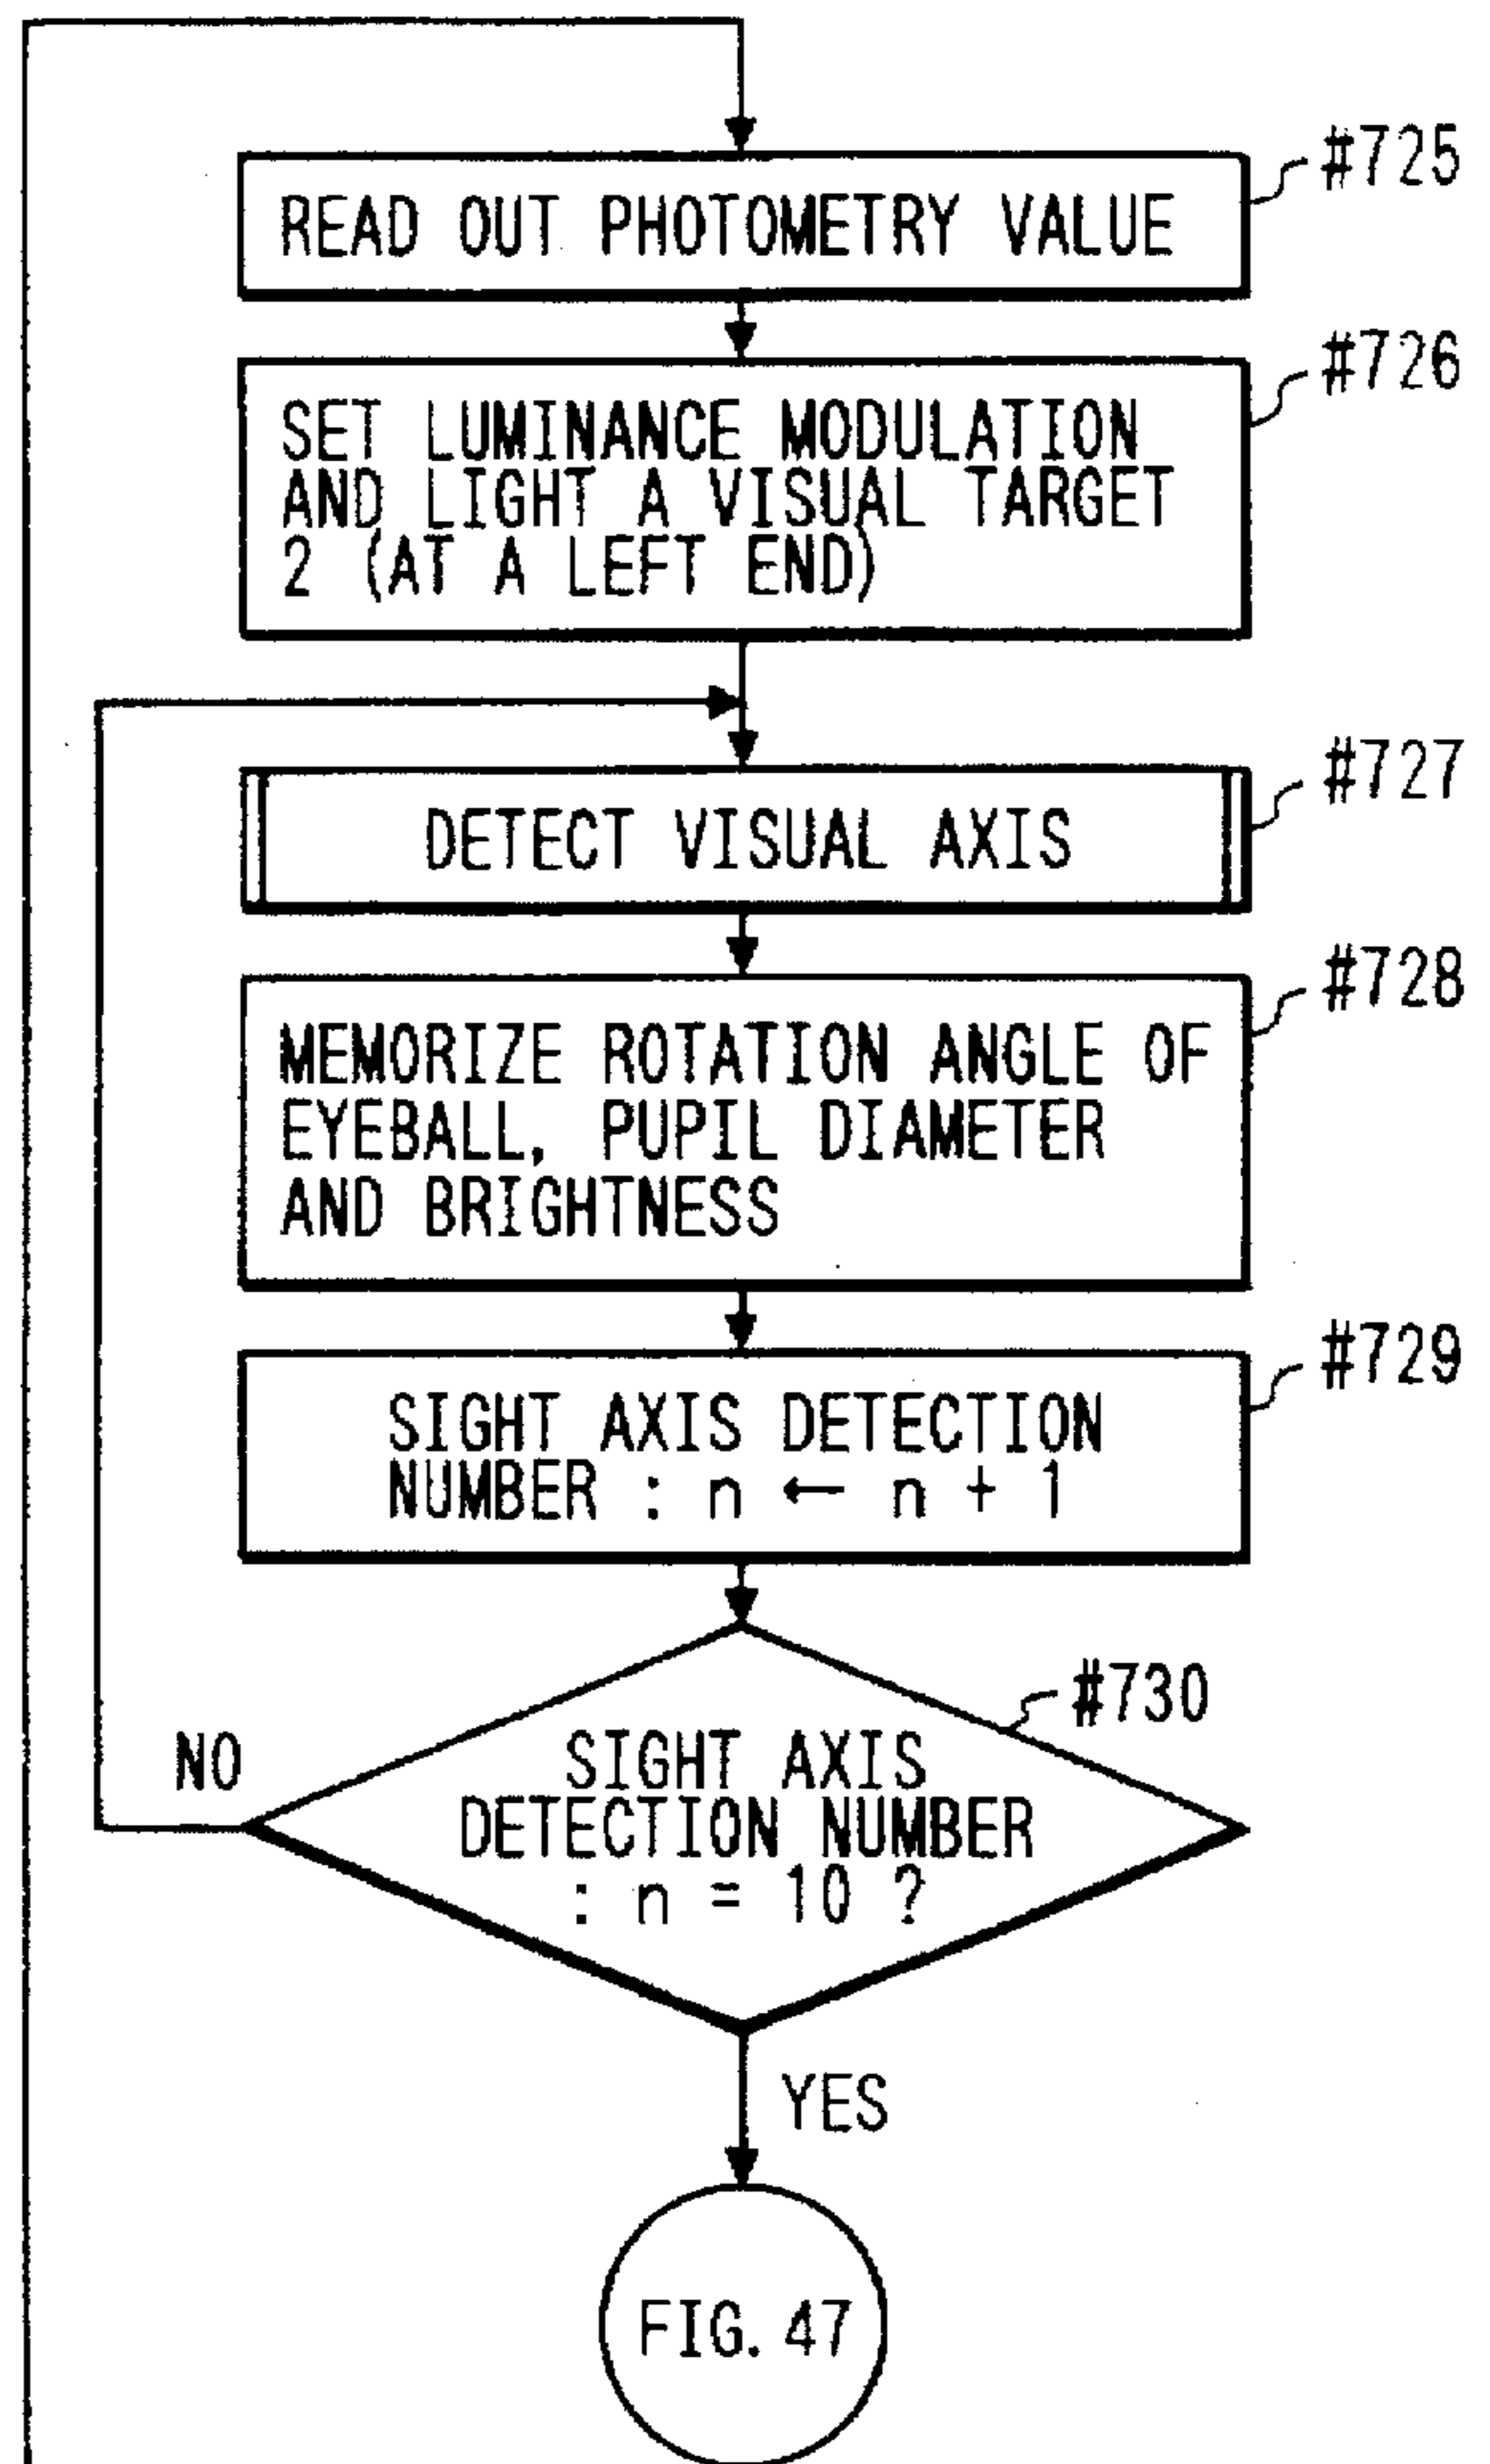 #725
READ OUT PHOTOMETRY VALUE
#726
SET LUMINANCE MODULATION
AND LIGHT A VISUAL TARGET
2 (AT A LEFT END)
#727
DETECT VISUAL AXIS
#728
MEMORIZE ROTATION ANGLE OF
EYEBALL, PUPIL DIAMETER
AND BRIGHTNESS
#729
SIGHT AXIS DETECTION
NUMBER : n ← n + 1
#730
NO
SIGHT AXIS
DETECTION NUMBER
: n = 10 ?
YES
FIG. 47